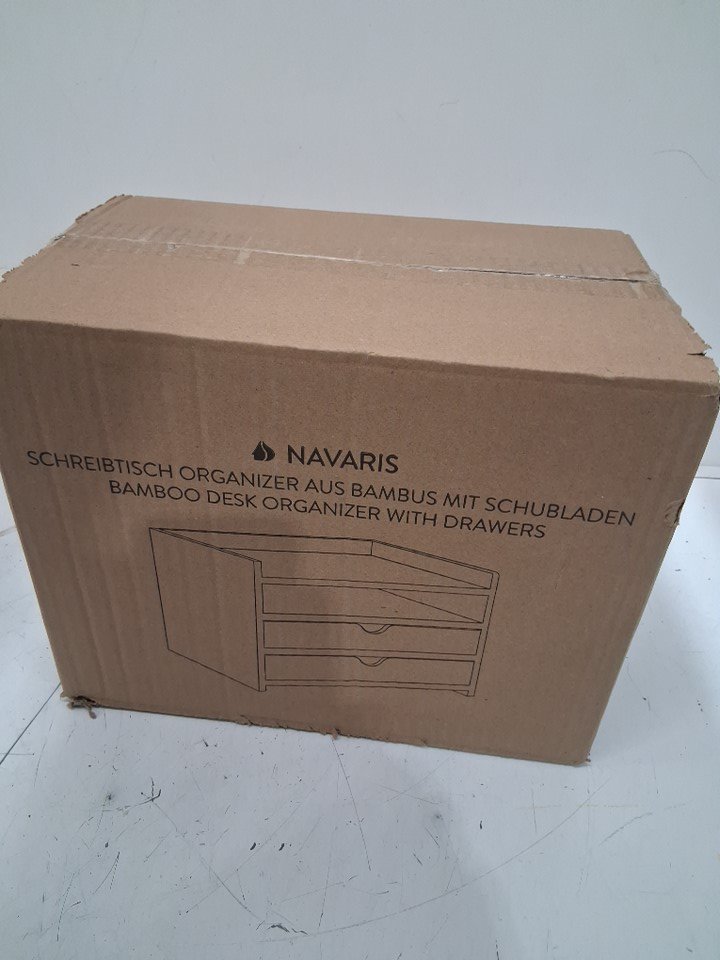 NAVARIS
SCHREIBTISCH ORGANIZER AUS BAMBUS MIT SCHUBLADEN
BAMBOO DESK ORGANIZER WITH DRAWERS